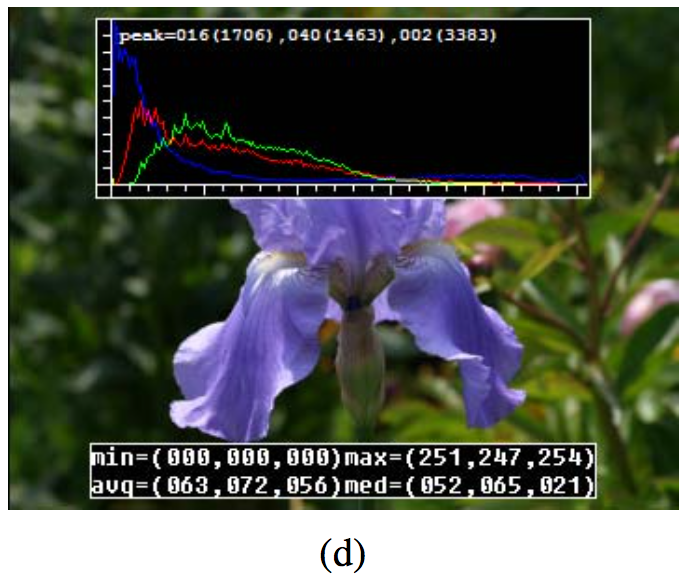 peak=016(1706),040(1463),002(3383)
min=(000,000,000)max=(251,247,254)
avg=(063,072,056)med=(052,065,021)
(d)